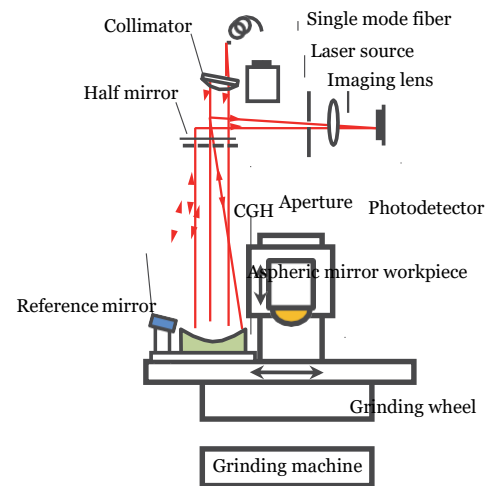 Single mode fiber
Collimator
Laser source
Imaging lens
Half mirror
CGH
Aperture
Photodetector
Aspheric mirror workpiece
Reference mirror
Grinding wheel
Grinding machine